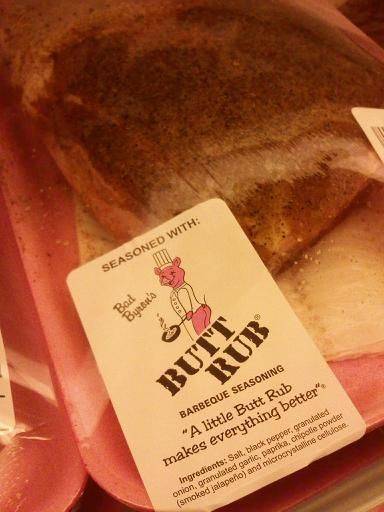 SEASONED WITH:
Bad
Byron's
BUTT
RUB®
BARBEQUE SEASONING
"A little Butt Rub
makes everything better"®
Ingredients: Salt, black pepper, granulated
onion, granulated garlic, paprika, chipotle powder
(smoked jalapeño) and microcrystalline cellulose.